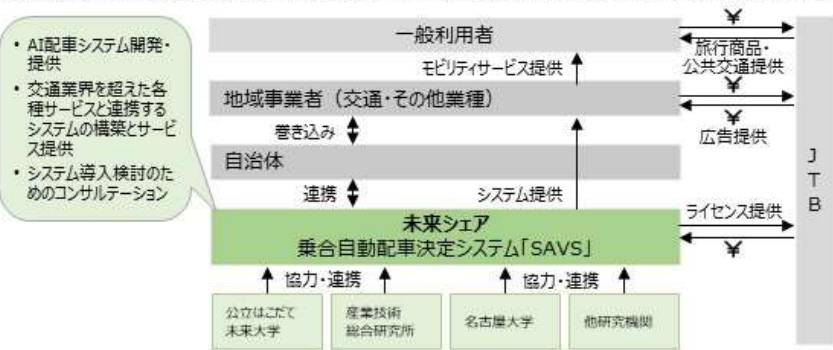 • AI配車システム開発・
提供
• 交通業界を超えた各
種サービスと連携する
システムの構築とサービ
ス提供
• システム導入検討のた
めのコンサルテーション
一般利用者
モビリティサービス提供
地域事業者（交通・その他業種）
巻き込み
自治体
連携
システム提供
未来シェア
乗合自動配車決定システム「SAVS」
協力・連携
協力・連携
公立はこだて
未来大学
産業技術
総合研究所
名古屋大学
他研究機関
¥
旅行商品・
公共交通提供
¥
¥
広告提供
ライセンス提供
¥
J
T
B